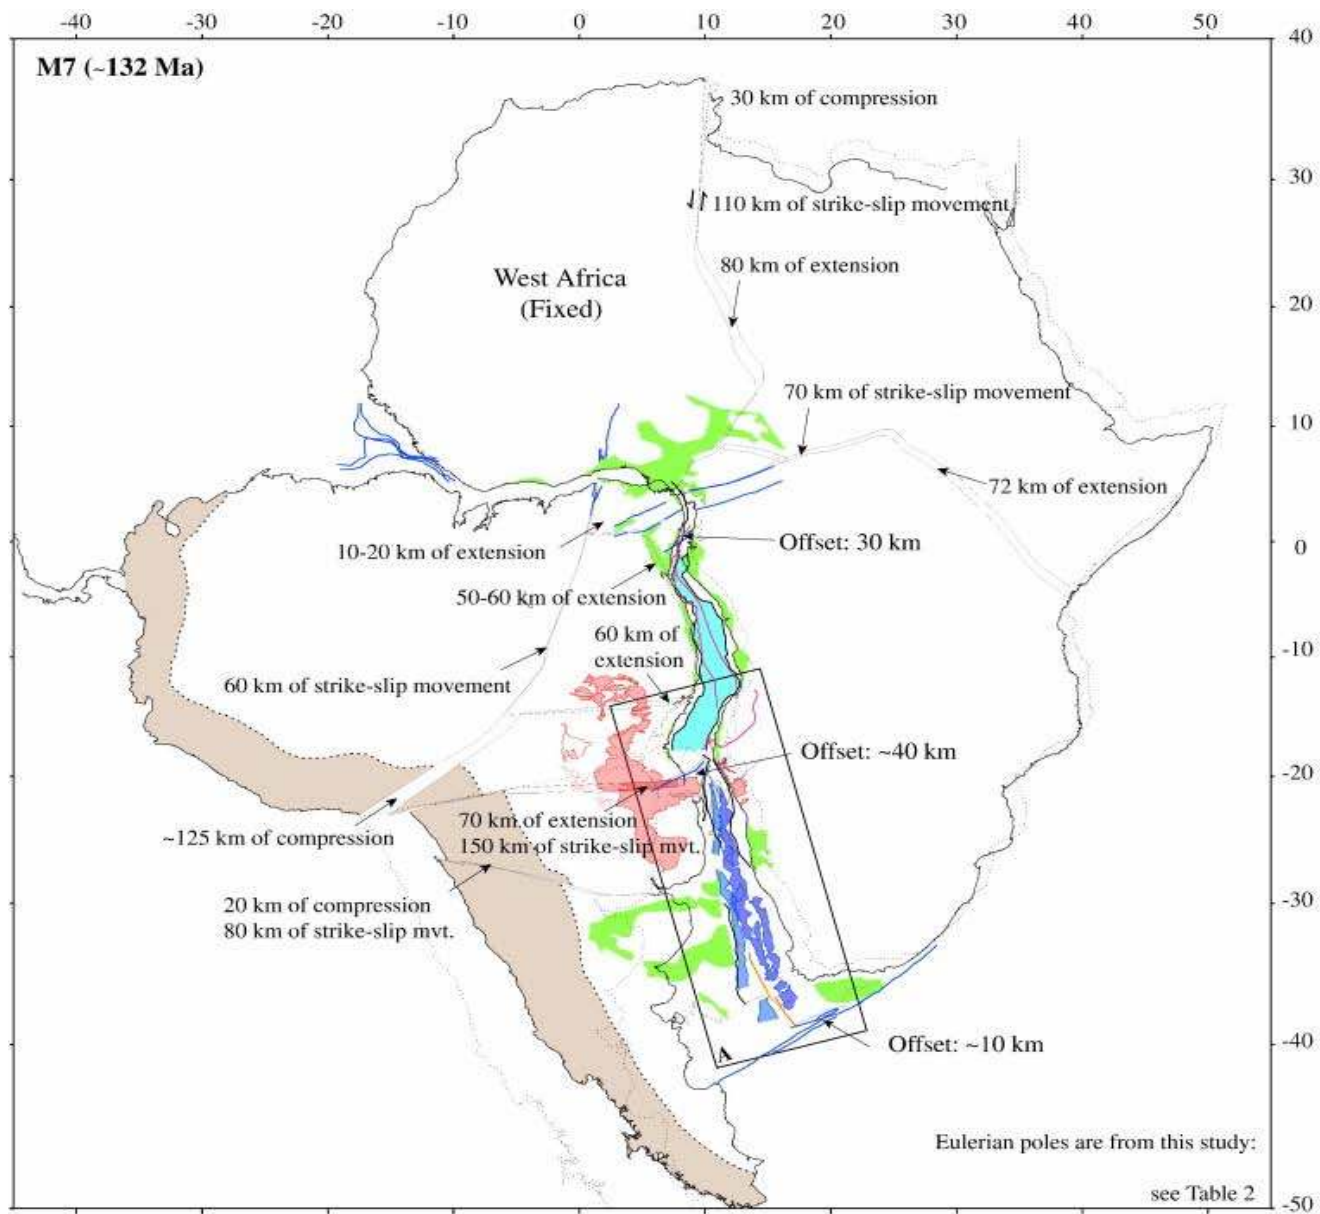 -40 -30 -20 -10 0 10 20 30 40 50
40
M7 (~132 Ma)
30 km of compression
30
110 km of strike-slip movement
80 km of extension
West Africa
(Fixed)
20
70 km of strike-slip movement
10
72 km of extension
10-20 km of extension
Offset: 30 km
0
50-60 km of extension
60 km of
extension
-10
60 km of strike-slip movement
Offset: ~40 km
-20
~125 km of compression
70 km of extension
150 km of strike-slip mvt.
20 km of compression
80 km of strike-slip mvt.
-30
A
Offset: ~10 km
-40
Eulerian poles are from this study:
see Table 2
-50